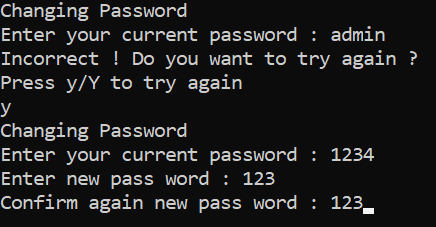 Changing Password
Enter your current password : admin
Incorrect ! Do you want to try again ?
Press y/Y to try again
y
Changing Password
Enter your current password : 1234
Enter new pass word : 123
Confirm again new pass word : 123